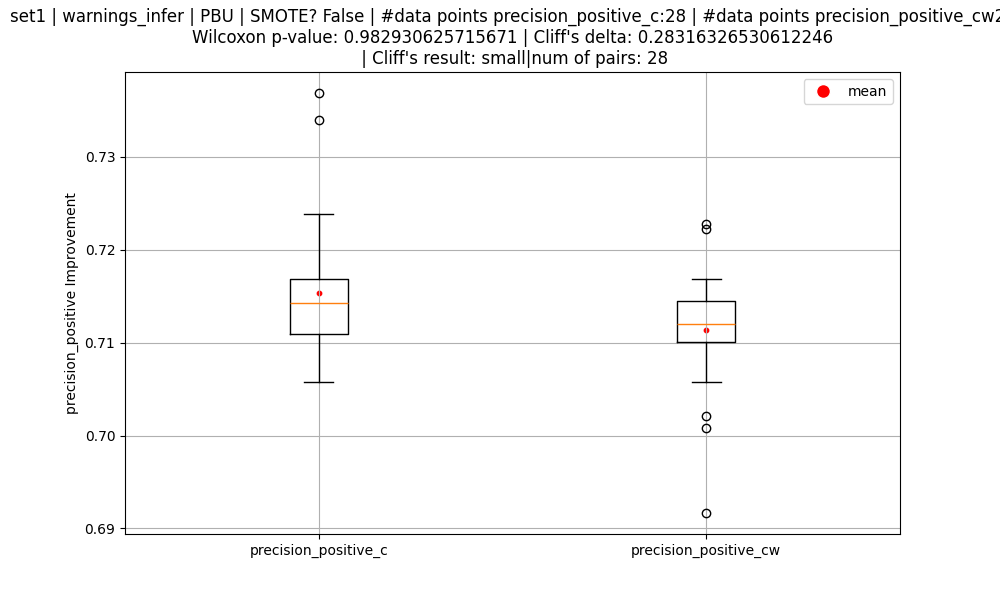 set1 | warnings_infer | PBU | SMOTE? False | #data points precision_positive_c:28 | #data points precision_positive_cw2
Wilcoxon p-value: 0.982930625715671 | Cliff's delta: 0.28316326530612246
| Cliff's result: small|num of pairs: 28
mean
0.73
0.72
0.71
0.70
0.69
precision_positive Improvement
precision_positive_c
precision_positive_cw